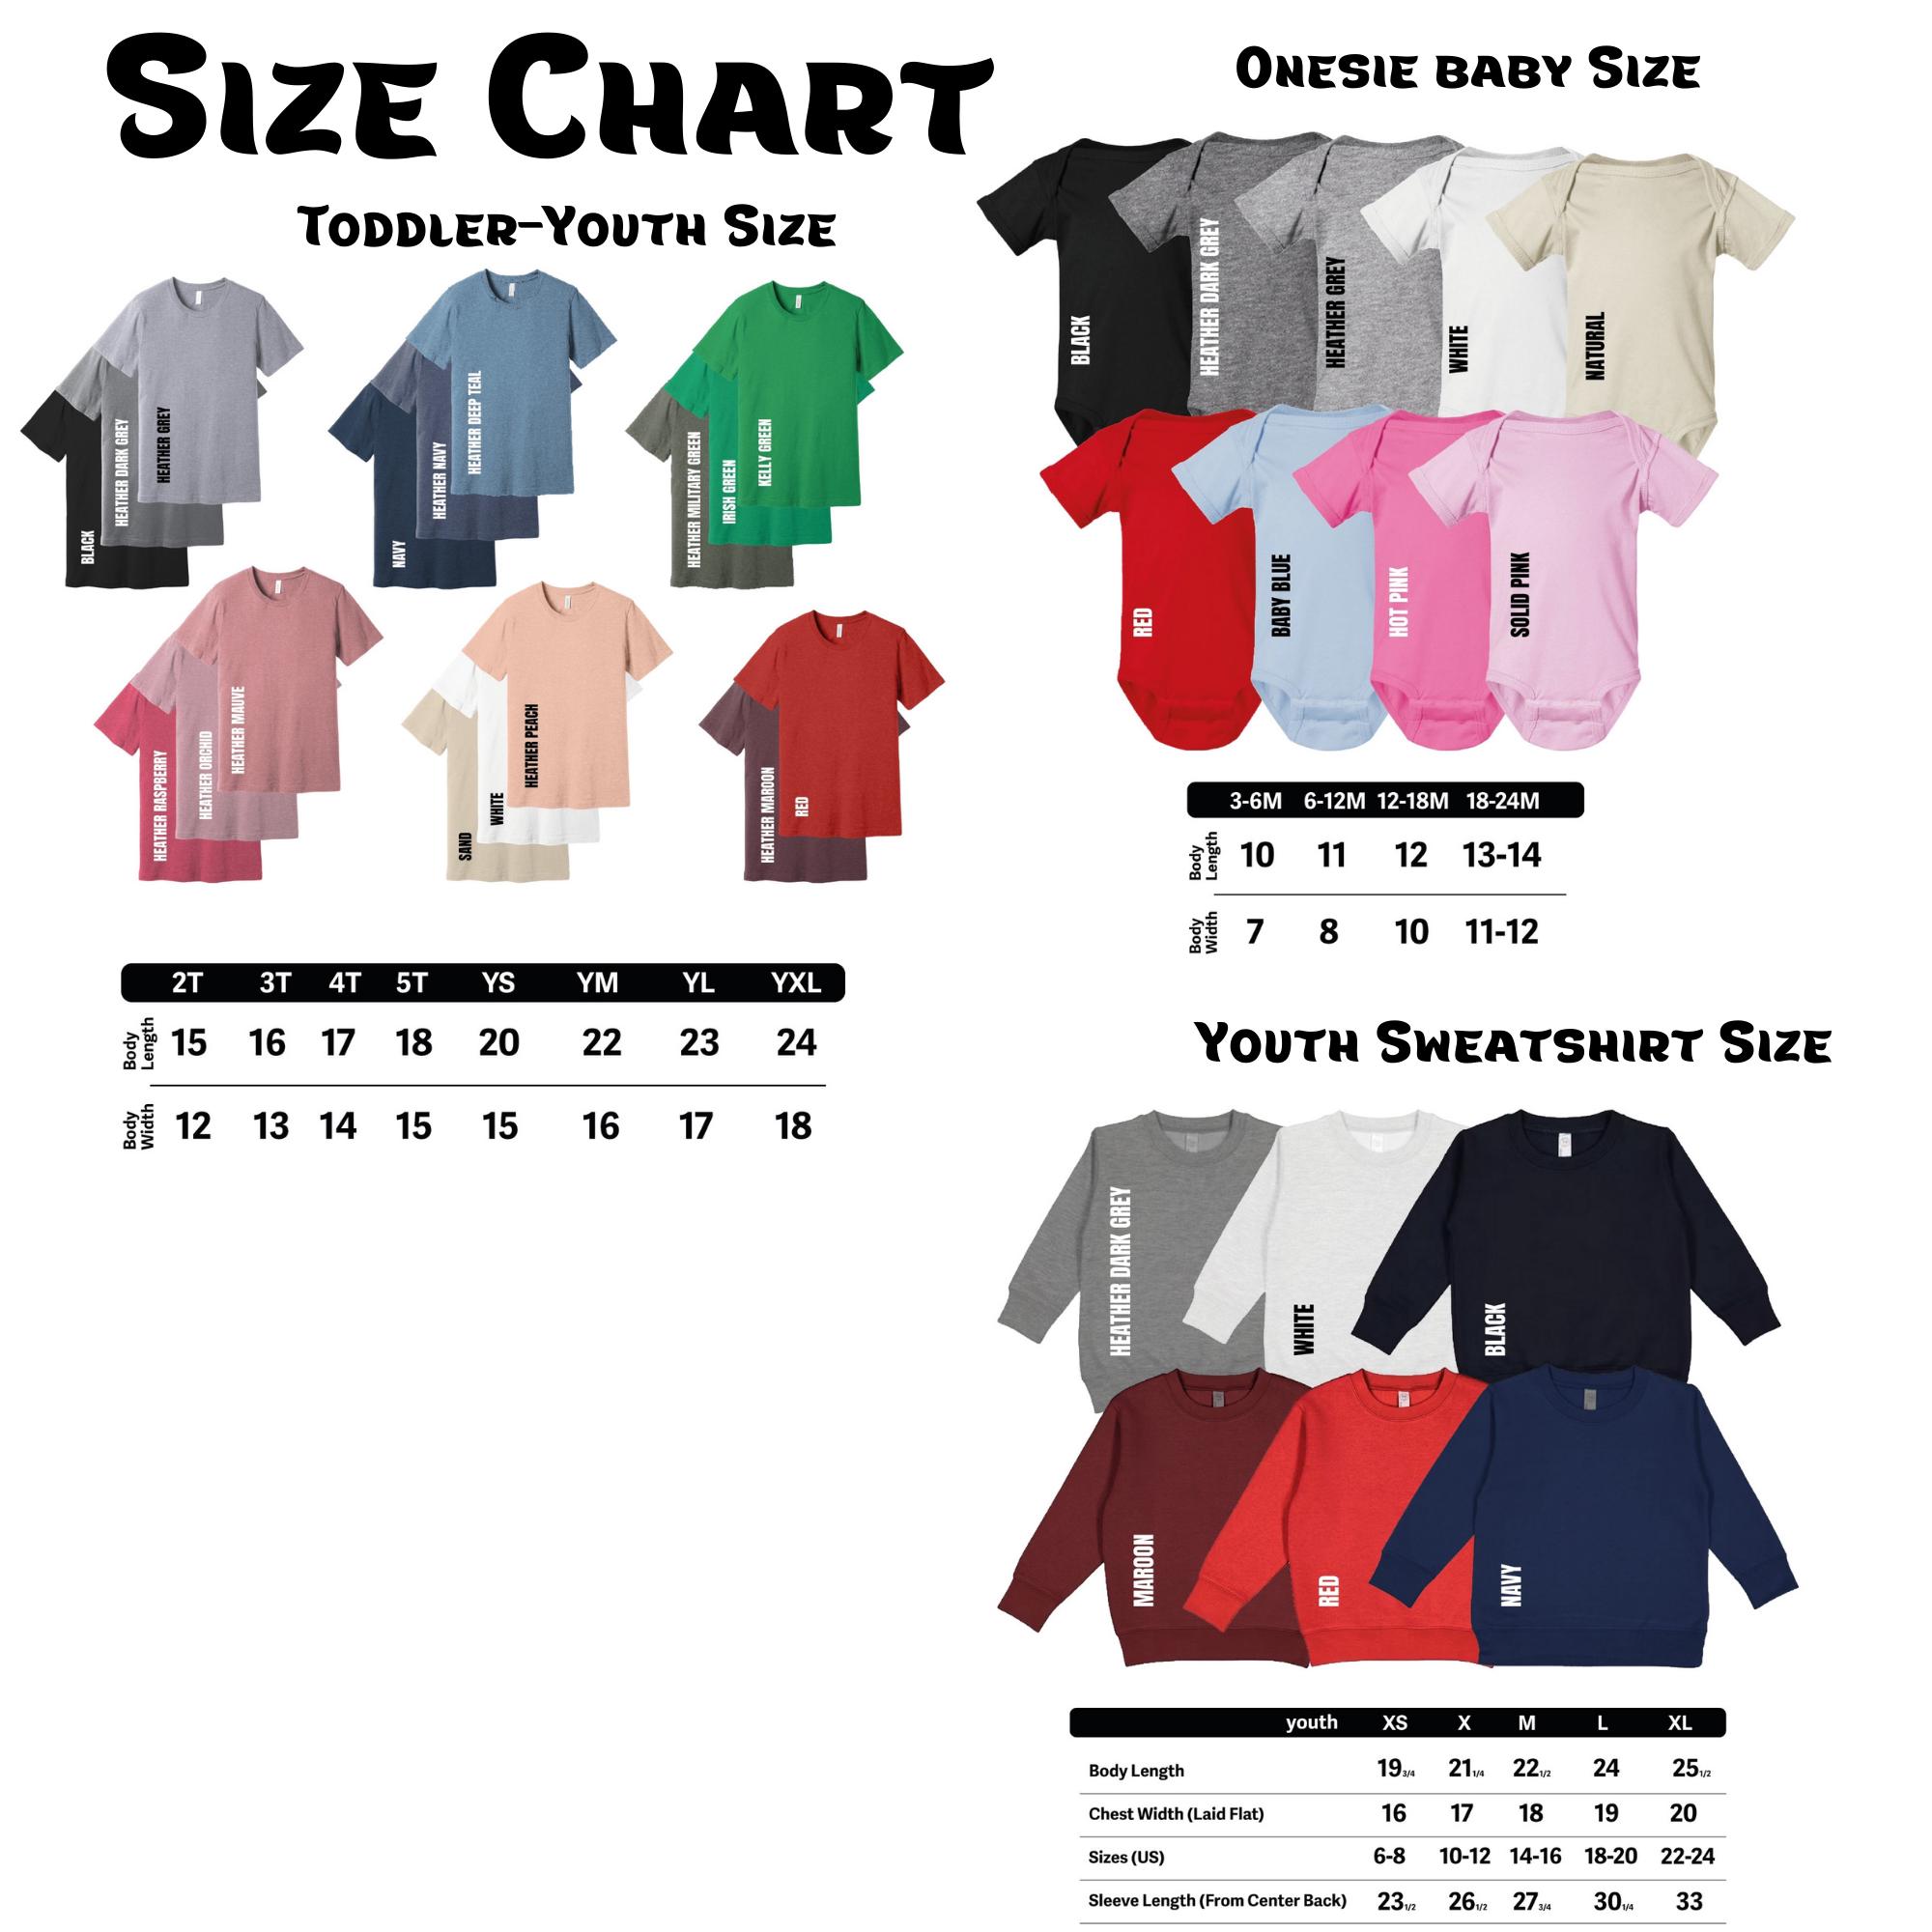 Size Chart
Toddler-Youth Size
BLACK
HEATHER DARK GREY
HEATHER GREY
NAVY
HEATHER NAVY
HEATHER DEEP TEAL
HEATHER MILITARY GREEN
IRISH GREEN
KELLY GREEN
HEATHER RASPBERRY
HEATHER ORCHID
HEATHER MAUVE
SAND
WHITE
HEATHER PEACH
HEATHER MAROON
RED
2T 3T 4T 5T YS YM YL YXL
Body Length 15 16 17 18 20 22 23 24
Body Width 12 13 14 15 15 16 17 18
Onesie baby Size
BLACK
HEATHER DARK GREY
HEATHER GREY
WHITE
NATURAL
RED
BABY BLUE
HOT PINK
SOLID PINK
3-6M 6-12M 12-18M 18-24M
Body Length 10 11 12 13-14
Body Width 7 8 10 11-12
Youth Sweatshirt Size
HEATHER DARK GREY
WHITE
BLACK
MAROON
RED
NAVY
youth XS X M L XL
Body Length 19 3/4 21 1/4 22 1/2 24 25 1/2
Chest Width (Laid Flat) 16 17 18 19 20
Sizes (US) 6-8 10-12 14-16 18-20 22-24
Sleeve Length (From Center Back) 23 1/2 26 1/2 27 3/4 30 1/4 33